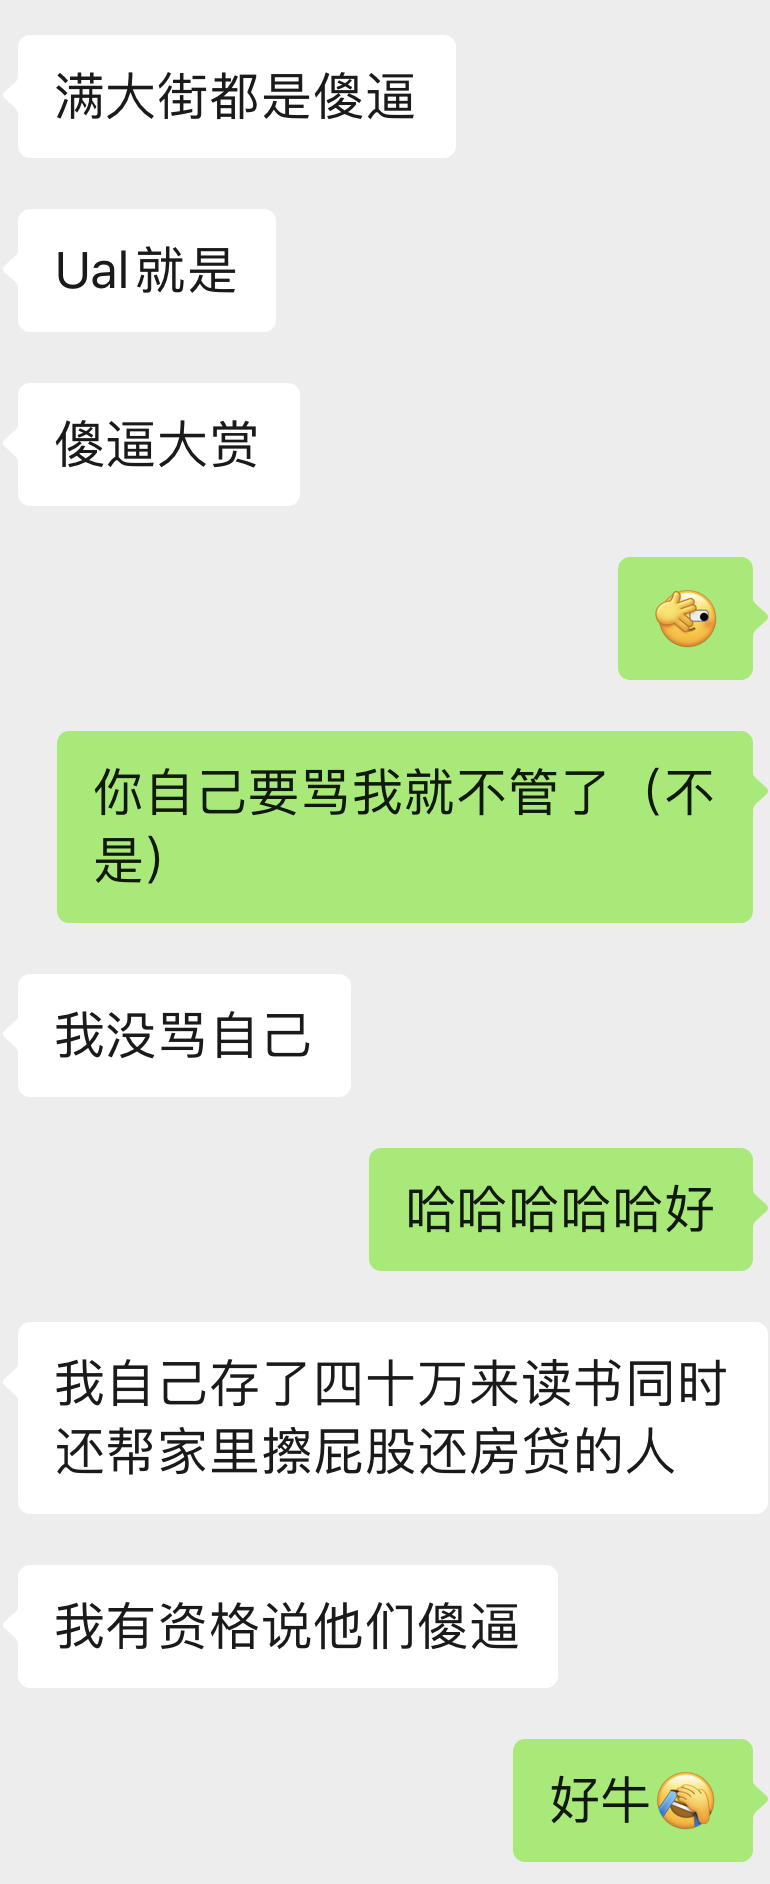 满大街都是傻逼
Ual就是
傻逼大赏
🫣
你自己要骂我就不管了（不
是）
我没骂自己
哈哈哈哈哈好
我自己存了四十万来读书同时
还帮家里擦屁股还房贷的人
我有资格说他们傻逼
好牛🤣